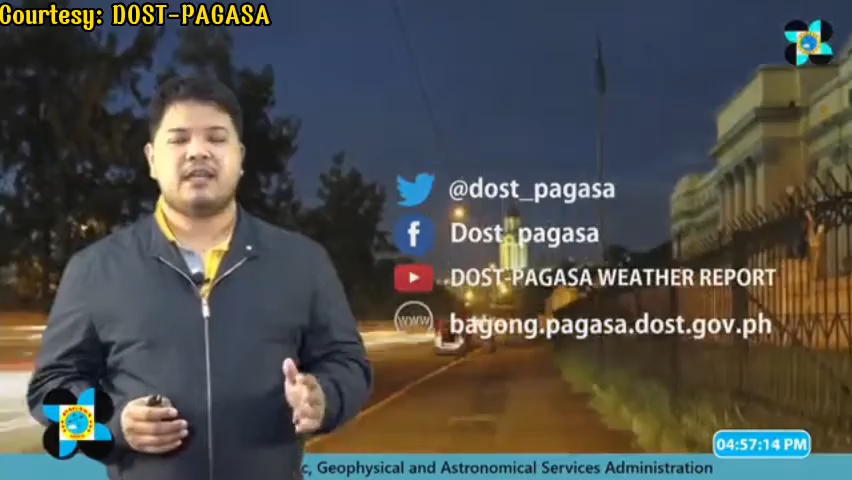 Courtesy: DOST-PAGASA
@dost_pagasa
Dost_pagasa
DOST-PAGASA WEATHER REPORT
www
bagong.pagasa.dost.gov.ph
04:57:14 PM
c, Geophysical and Astronomical Services Administration